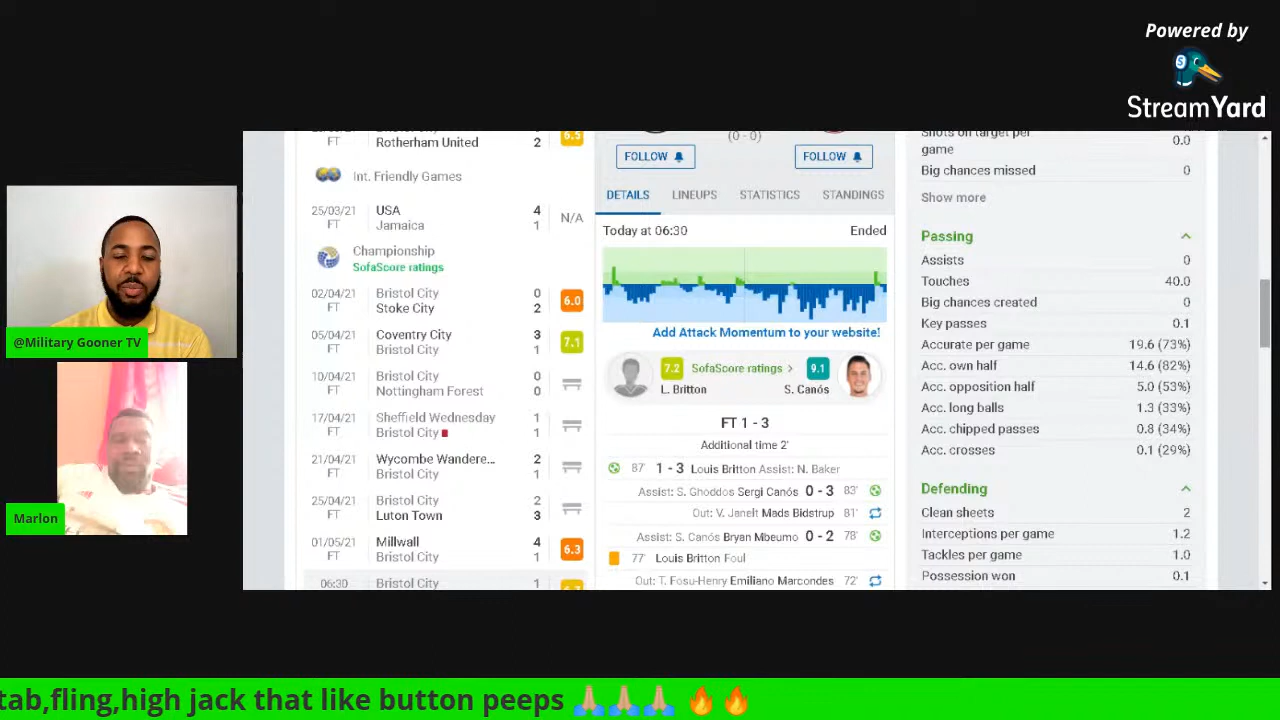 Powered by
StreamYard
@Military Gooner TV
Marlon
Rotherham United 2
6.5
Int. Friendly Games
25/03/21 USA 4
FT Jamaica 1
N/A
Championship
SofaScore ratings
02/04/21 Bristol City 0
FT Stoke City 2
6.0
05/04/21 Coventry City 3
FT Bristol City 1
7.1
10/04/21 Bristol City 0
FT Nottingham Forest 0
17/04/21 Sheffield Wednesday 1
FT Bristol City 1
21/04/21 Wycombe Wandere... 2
FT Bristol City 1
25/04/21 Bristol City 2
FT Luton Town 3
01/05/21 Millwall 4
FT Bristol City 1
6.3
06:30 Bristol City 1
(0 - 0)
FOLLOW FOLLOW
DETAILS LINEUPS STATISTICS STANDINGS
Today at 06:30 Ended
Add Attack Momentum to your website!
7.2 SofaScore ratings > 9.1
L. Britton S. Canós
FT 1 - 3
Additional time 2'
87' 1 - 3 Louis Britton Assist: N. Baker
Assist: S. Ghoddos Sergi Canós 0 - 3 83'
Out: V. Janelt Mads Bidstrup 81'
Assist: S. Canós Bryan Mbeumo 0 - 2 78'
77' Louis Britton Foul
Out: T. Fosu-Henry Emiliano Marcondes 72'
Shots on target per
game 0.0
Big chances missed 0
Show more
Passing
Assists 0
Touches 40.0
Big chances created 0
Key passes 0.1
Accurate per game 19.6 (73%)
Acc. own half 14.6 (82%)
Acc. opposition half 5.0 (53%)
Acc. long balls 1.3 (33%)
Acc. chipped passes 0.8 (34%)
Acc. crosses 0.1 (29%)
Defending
Clean sheets 2
Interceptions per game 1.2
Tackles per game 1.0
Possession won 0.1
tab,fling,high jack that like button peeps 🙏🏽🙏🏽🙏🏽 🔥🔥